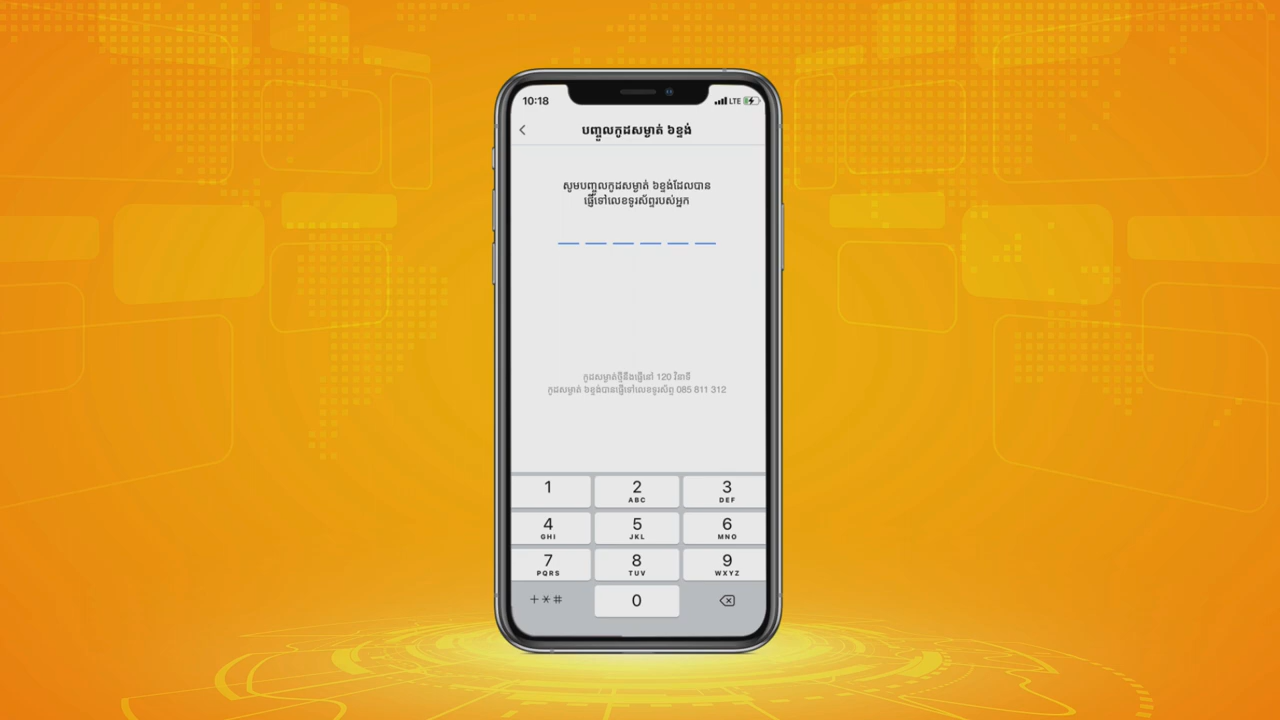 10:18
LTE
បញ្ចូលកូដសម្ងាត់ ៦ខ្ទង់
សូមបញ្ចូលកូដសម្ងាត់ ៦ខ្ទង់ដែលបាន
ផ្ញើទៅលេខទូរស័ព្ទរបស់អ្នក
កូដសម្ងាត់ថ្មីនឹងផ្ញើនៅ 120 វិនាទី
កូដសម្ងាត់ ៦ខ្ទង់បានផ្ញើទៅលេខទូរស័ព្ទ 085 811 312
1 2 3
ABC DEF
4 5 6
GHI JKL MNO
7 8 9
PQRS TUV WXYZ
+*# 0